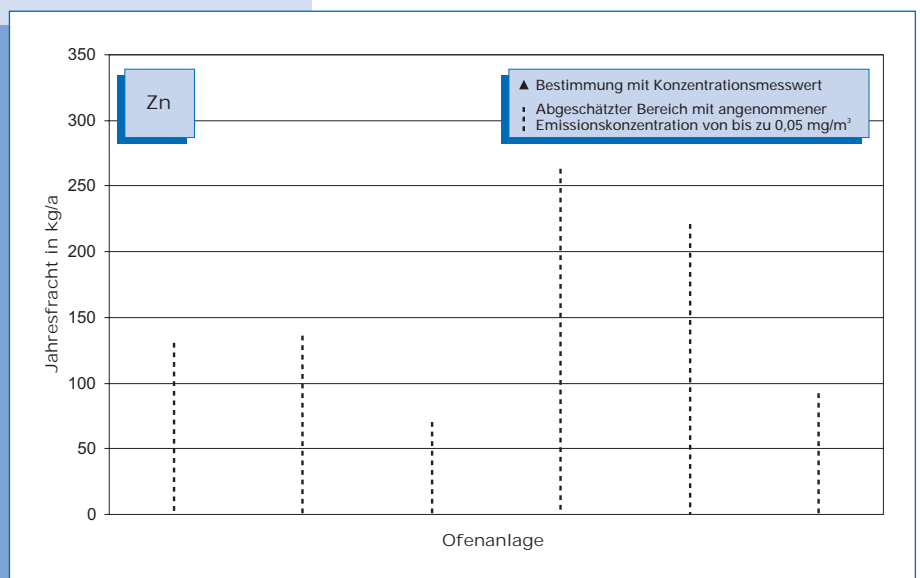 350
Zn
▲ Bestimmung mit Konzentrationsmesswert
Abgeschätzter Bereich mit angenommener
Emissionskonzentration von bis zu 0,05 mg/m³
300
250
200
150
100
50
0
Jahresfracht in kg/a
Ofenanlage